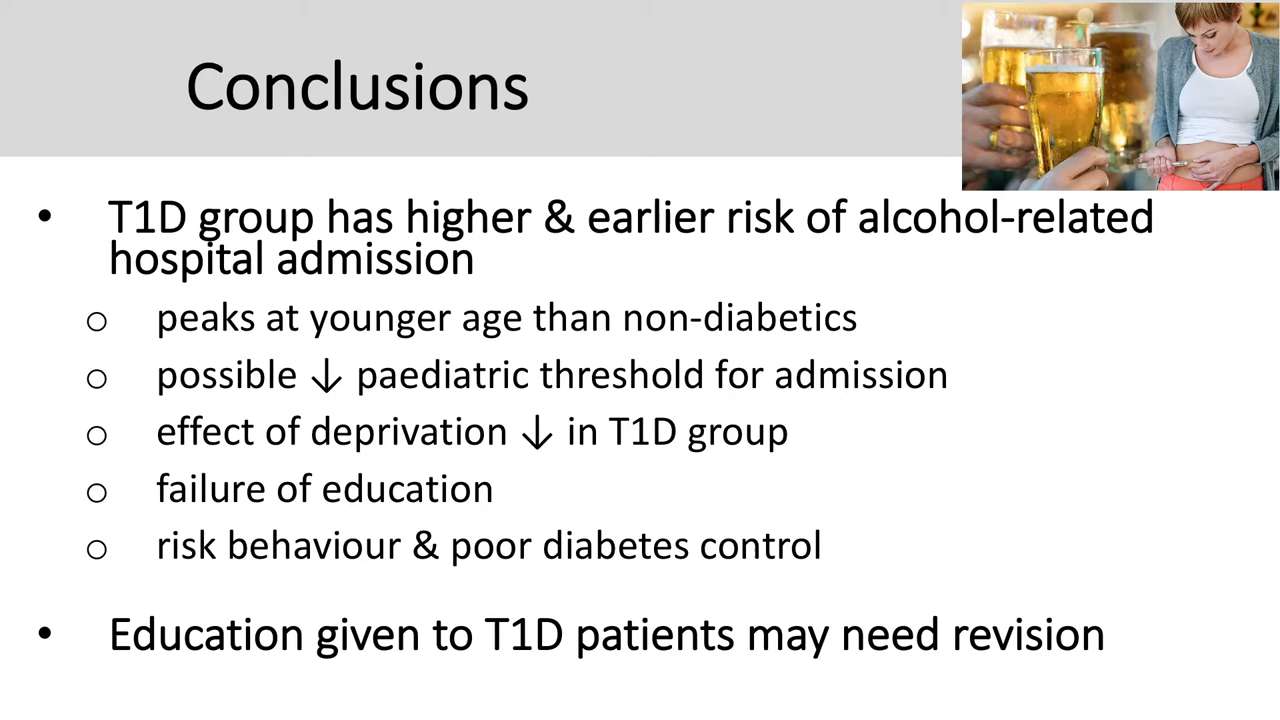 Conclusions
• T1D group has higher & earlier risk of alcohol-related
hospital admission
o peaks at younger age than non-diabetics
o possible ↓ paediatric threshold for admission
o effect of deprivation ↓ in T1D group
o failure of education
o risk behaviour & poor diabetes control
• Education given to T1D patients may need revision